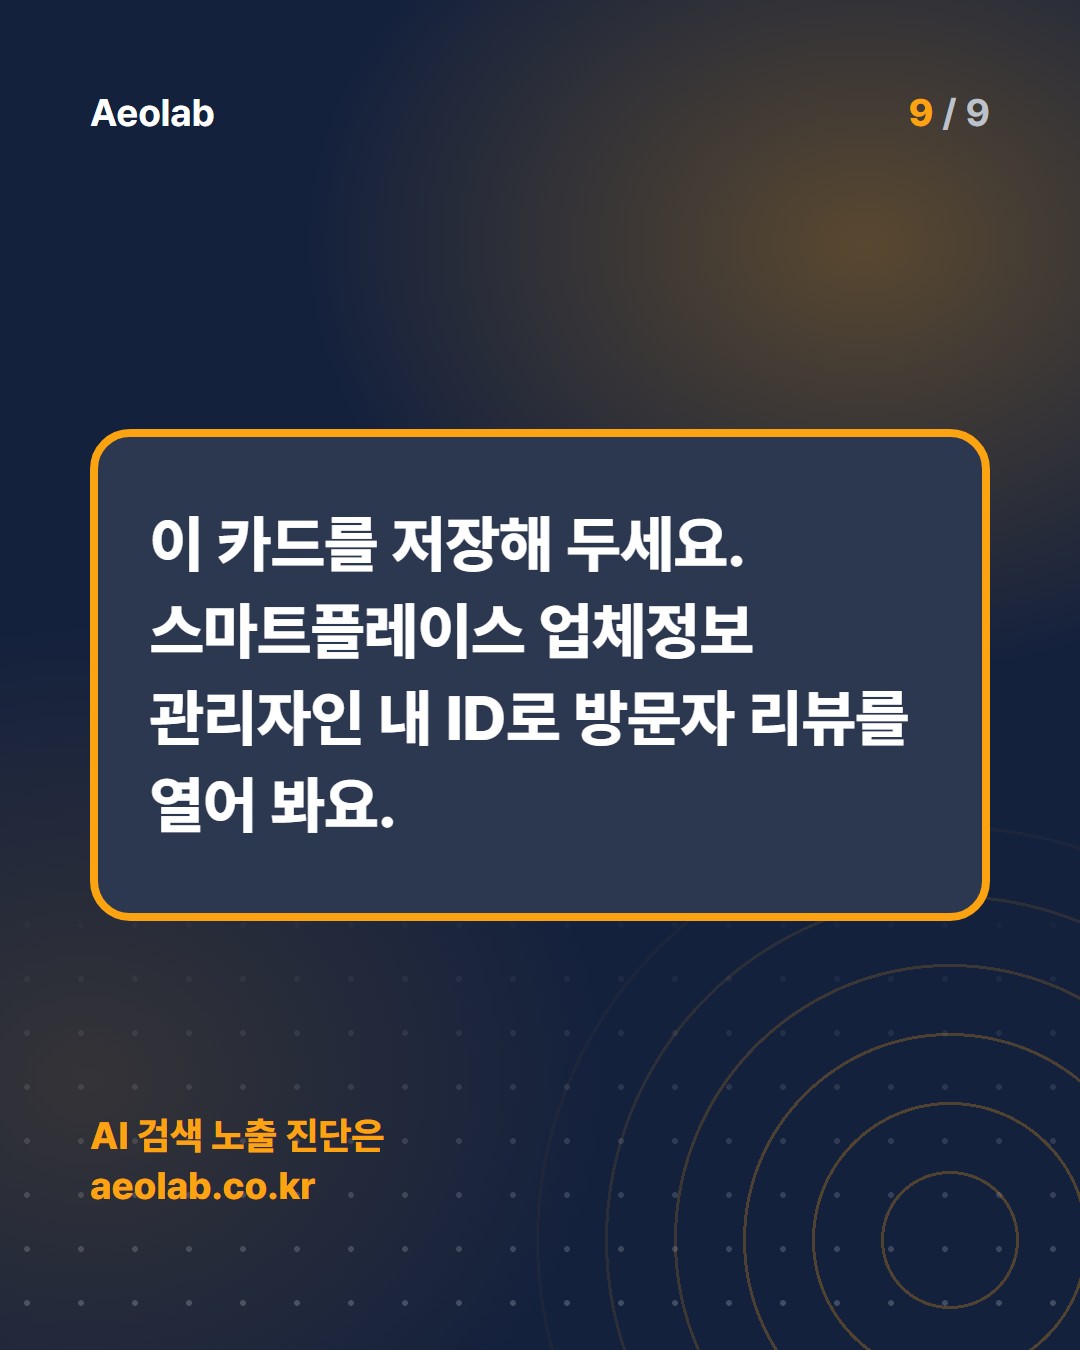 Aeolab
9 / 9
이 카드를 저장해 두세요.
스마트플레이스 업체정보
관리자인 내 ID로 방문자 리뷰를
열어 봐요.
AI 검색 노출 진단은
aeolab.co.kr